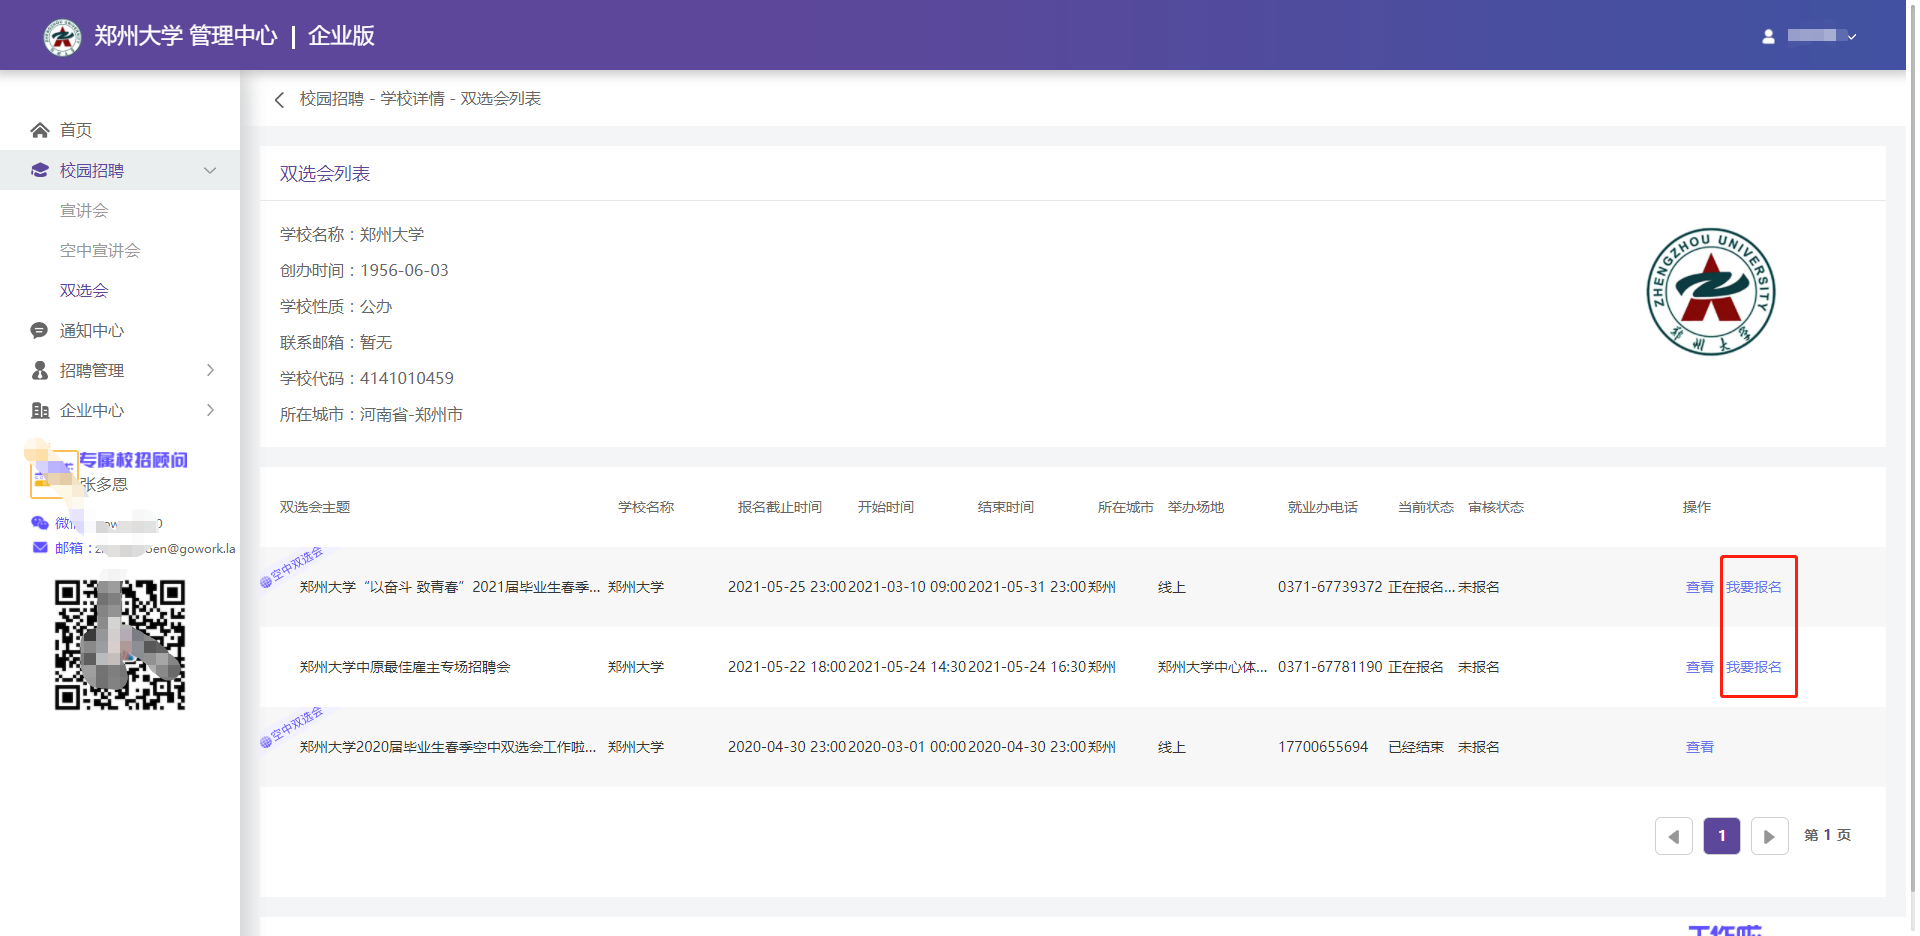 郑州大学 管理中心 | 企业版
校园招聘 - 学校详情 - 双选会列表
首页
校园招聘
宣讲会
空中宣讲会
双选会
通知中心
招聘管理
企业中心
专属校招顾问
张多恩
邮箱：
en@gowork.la
双选会列表
学校名称：郑州大学
创办时间：1956-06-03
学校性质：公办
联系邮箱：暂无
学校代码：4141010459
所在城市：河南省-郑州市
ZHENGZHOU UNIVERSITY
郑州大学
双选会主题 学校名称 报名截止时间 开始时间 结束时间 所在城市 举办场地 就业办电话 当前状态 审核状态 操作
空中双选会
郑州大学“以奋斗 致青春”2021届毕业生春季... 郑州大学 2021-05-25 23:00 2021-03-10 09:00 2021-05-31 23:00 郑州 线上 0371-67739372 正在报名... 未报名 查看 我要报名
郑州大学中原最佳雇主专场招聘会 郑州大学 2021-05-22 18:00 2021-05-24 14:30 2021-05-24 16:30 郑州 郑州大学中心体... 0371-67781190 正在报名 未报名 查看 我要报名
空中双选会
郑州大学2020届毕业生春季空中双选会工作啦... 郑州大学 2020-04-30 23:00 2020-03-01 00:00 2020-04-30 23:00 郑州 线上 17700655694 已经结束 未报名 查看
1 第 1 页